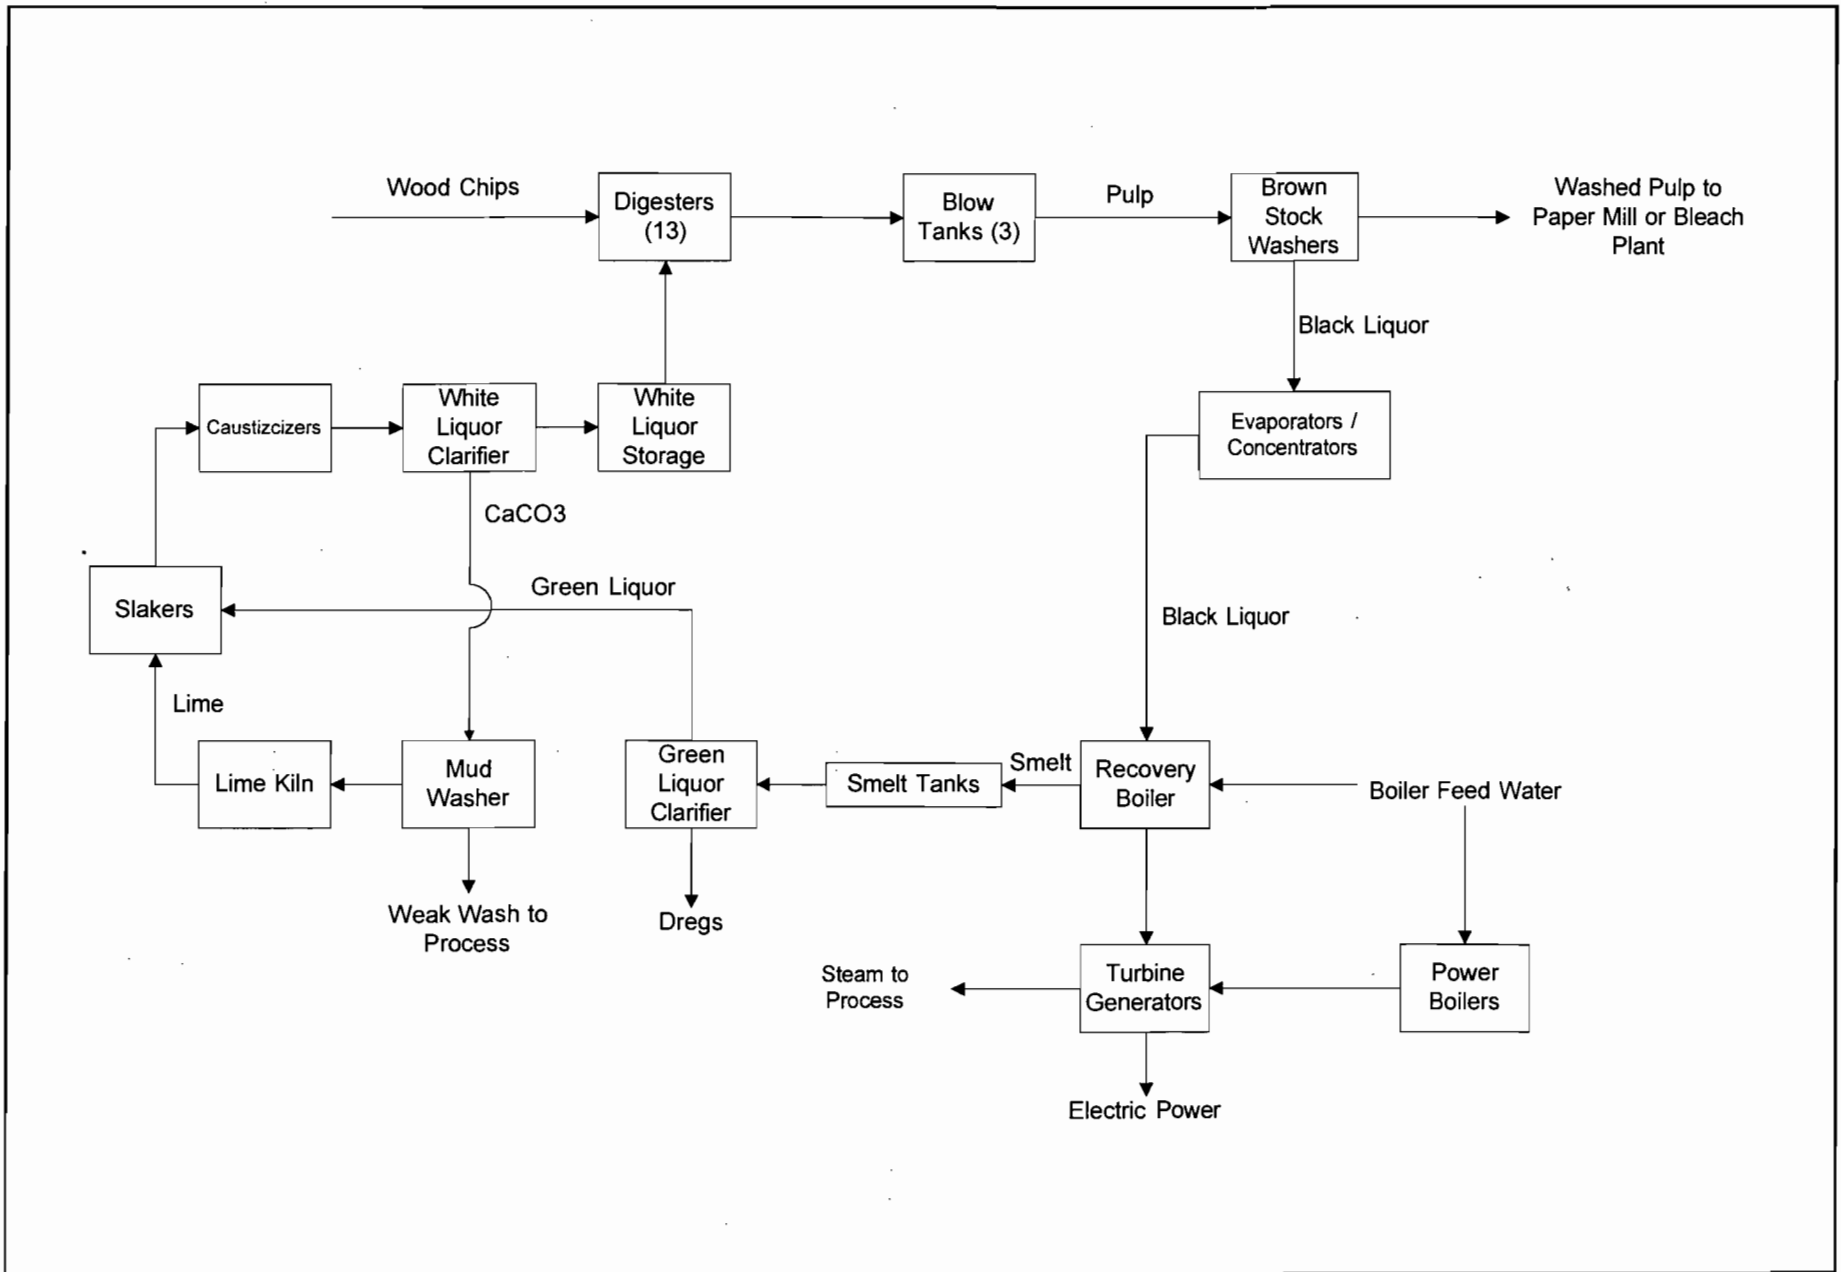 Wood Chips
Digesters
(13)
Blow
Tanks (3)
Pulp
Brown
Stock
Washers
Washed Pulp to
Paper Mill or Bleach
Plant
Black Liquor
Caustizcizers
White
Liquor
Clarifier
White
Liquor
Storage
Evaporators /
Concentrators
CaCO3
Green Liquor
Slakers
Black Liquor
Lime
Lime Kiln
Mud
Washer
Green
Liquor
Clarifier
Smelt Tanks
Smelt
Recovery
Boiler
Boiler Feed Water
Weak Wash to
Process
Dregs
Steam to
Process
Turbine
Generators
Power
Boilers
Electric Power